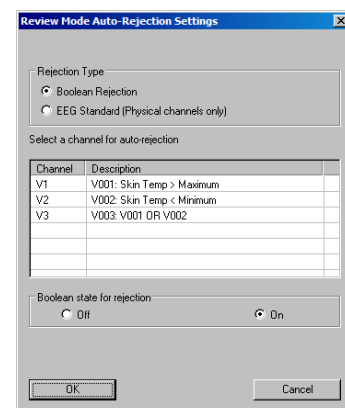 Review Mode Auto-Rejection Settings
Rejection Type
Boolean Rejection
EEG Standard (Physical channels only)
Select a channel for auto-rejection
Channel Description
V1 V001: Skin Temp > Maximum
V2 V002: Skin Temp < Minimum
V3 V003: V001 OR V002
Boolean state for rejection
Off On
OK Cancel